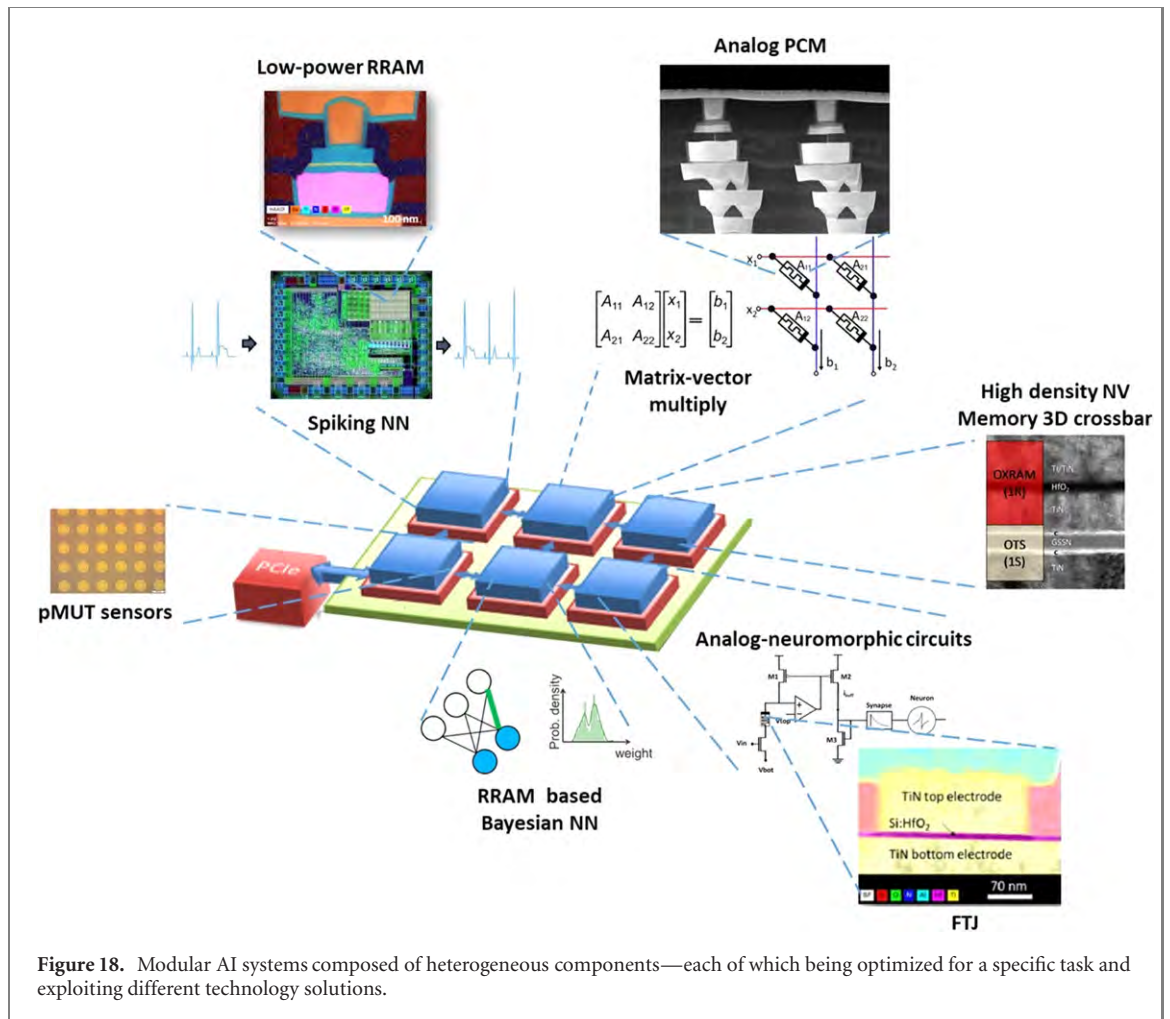 Low-power RRAM
100 nm
Analog PCM
Spiking NN
x1
A11
A21
x2
A12
A22
b1
b2
[A11 A12] [x1] = [b1]
[A21 A22] [x2] [b2]
Matrix-vector
multiply
High density NV
Memory 3D crossbar
OXRAM
(1R)
Ti/TiN
HfO2
TiN
OTS
(1S)
C
GSSN
C
TiN
pMUT sensors
PCIe
Prob. density
weight
RRAM based
Bayesian NN
Analog-neuromorphic circuits
M1
M2
Synapse
Neuron
Vtop
M3
Vin
Vbot
TiN top electrode
Si:HfO2
TiN bottom electrode
70 nm
FTJ
Figure 18. Modular AI systems composed of heterogeneous components—each of which being optimized for a specific task and
exploiting different technology solutions.